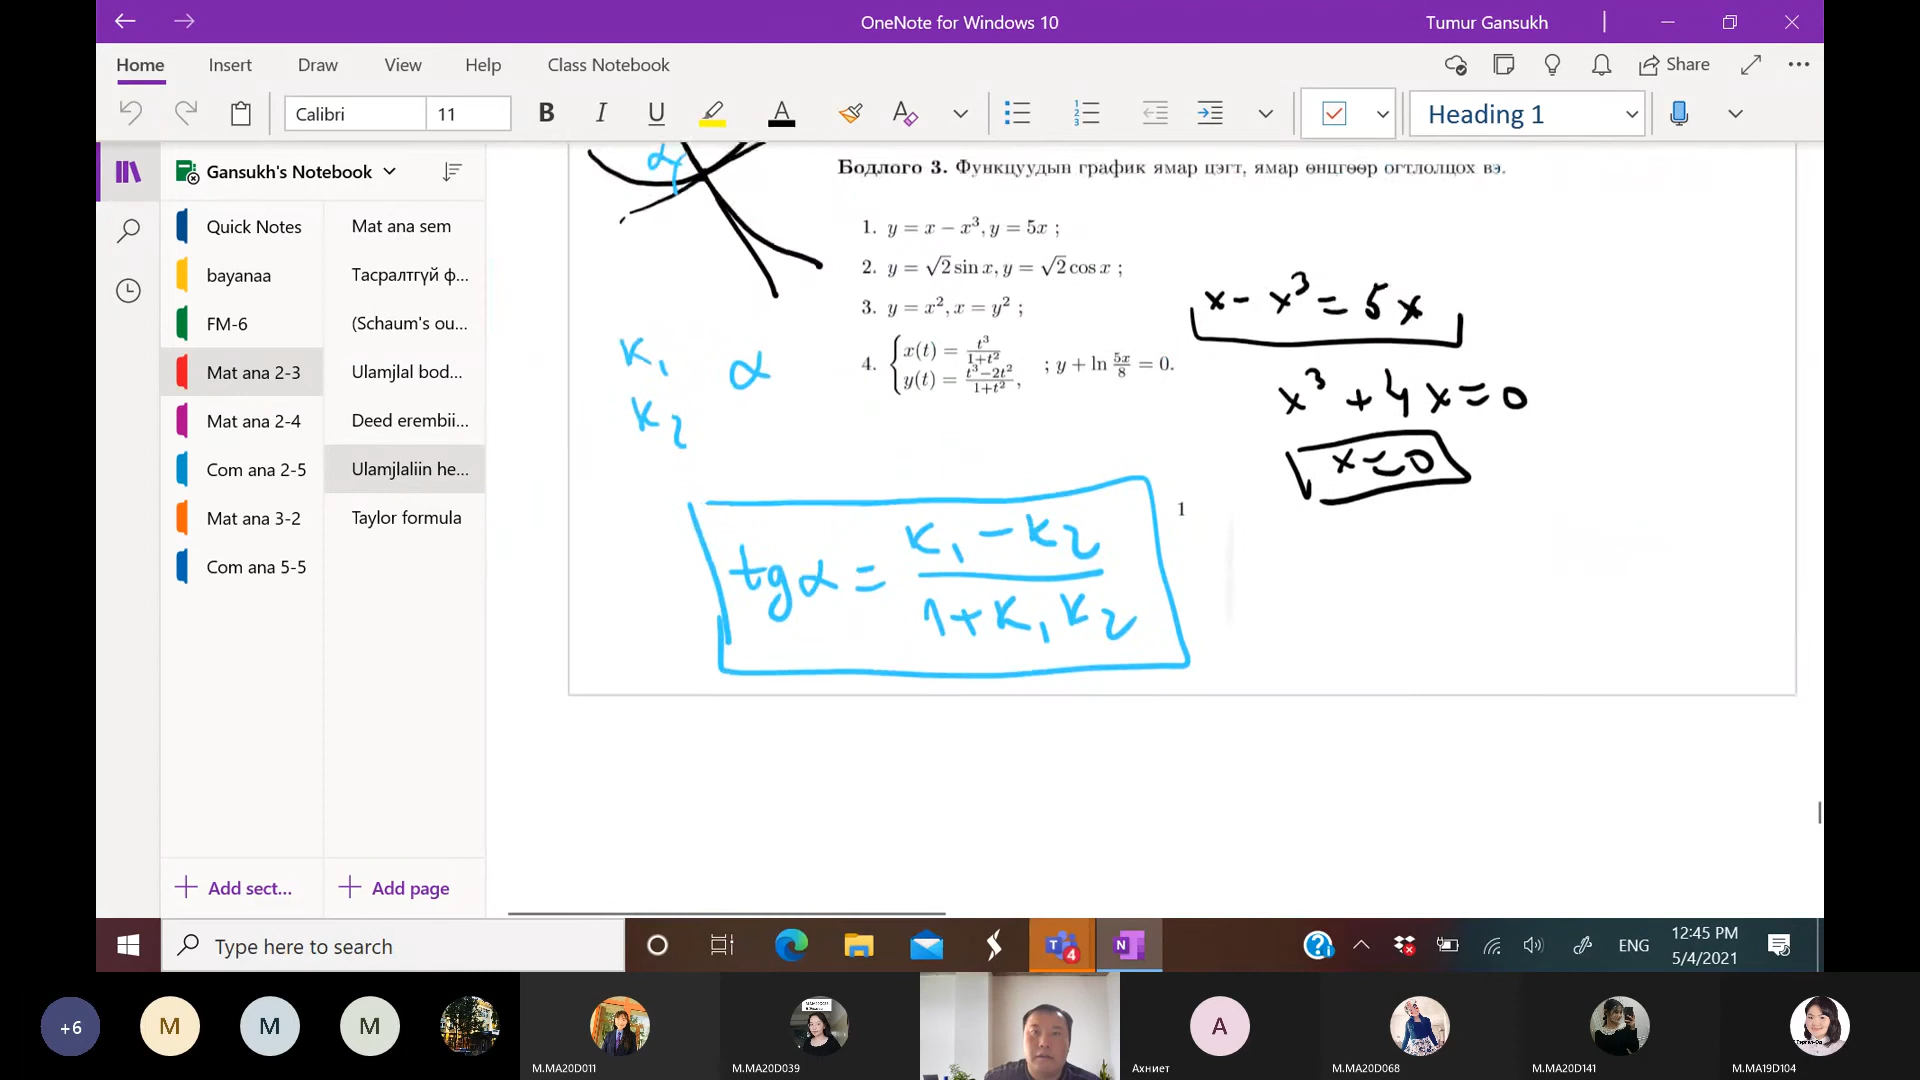 OneNote for Windows 10
Tumur Gansukh
Home Insert Draw View Help Class Notebook
Share
Calibri 11 B I U A A Heading 1
Gansukh's Notebook
Quick Notes
bayanaa
FM-6
Mat ana 2-3
Mat ana 2-4
Com ana 2-5
Mat ana 3-2
Com ana 5-5
Add sect...
Mat ana sem
Тасралтгүй ф...
(Schaum's ou...
Ulamjlal bod...
Deed erembii...
Ulamjlaliin he...
Taylor formula
Add page
α
Бодлого 3. Функцуудын график ямар цэгт, ямар өнцгөөр огтлолцох вэ.
1. y = x − x³, y = 5x ;
2. y = √2 sin x, y = √2 cos x ;
3. y = x², x = y² ;
4. { x(t) = t³/(1+t²)
y(t) = (t³−2t²)/(1+t²), ; y + ln 5x/8 = 0.
x − x³ = 5x
x³ + 4x = 0
x = 0
K₁ α
K₂
tgα = (K₁ − K₂)/(1 + K₁ K₂)
1
Type here to search
4
ENG
12:45 PM
5/4/2021
+6 M M M A
M.MA20D011 M.MA20D039 Ахниет M.MA20D068 M.MA20D141 M.MA19D104